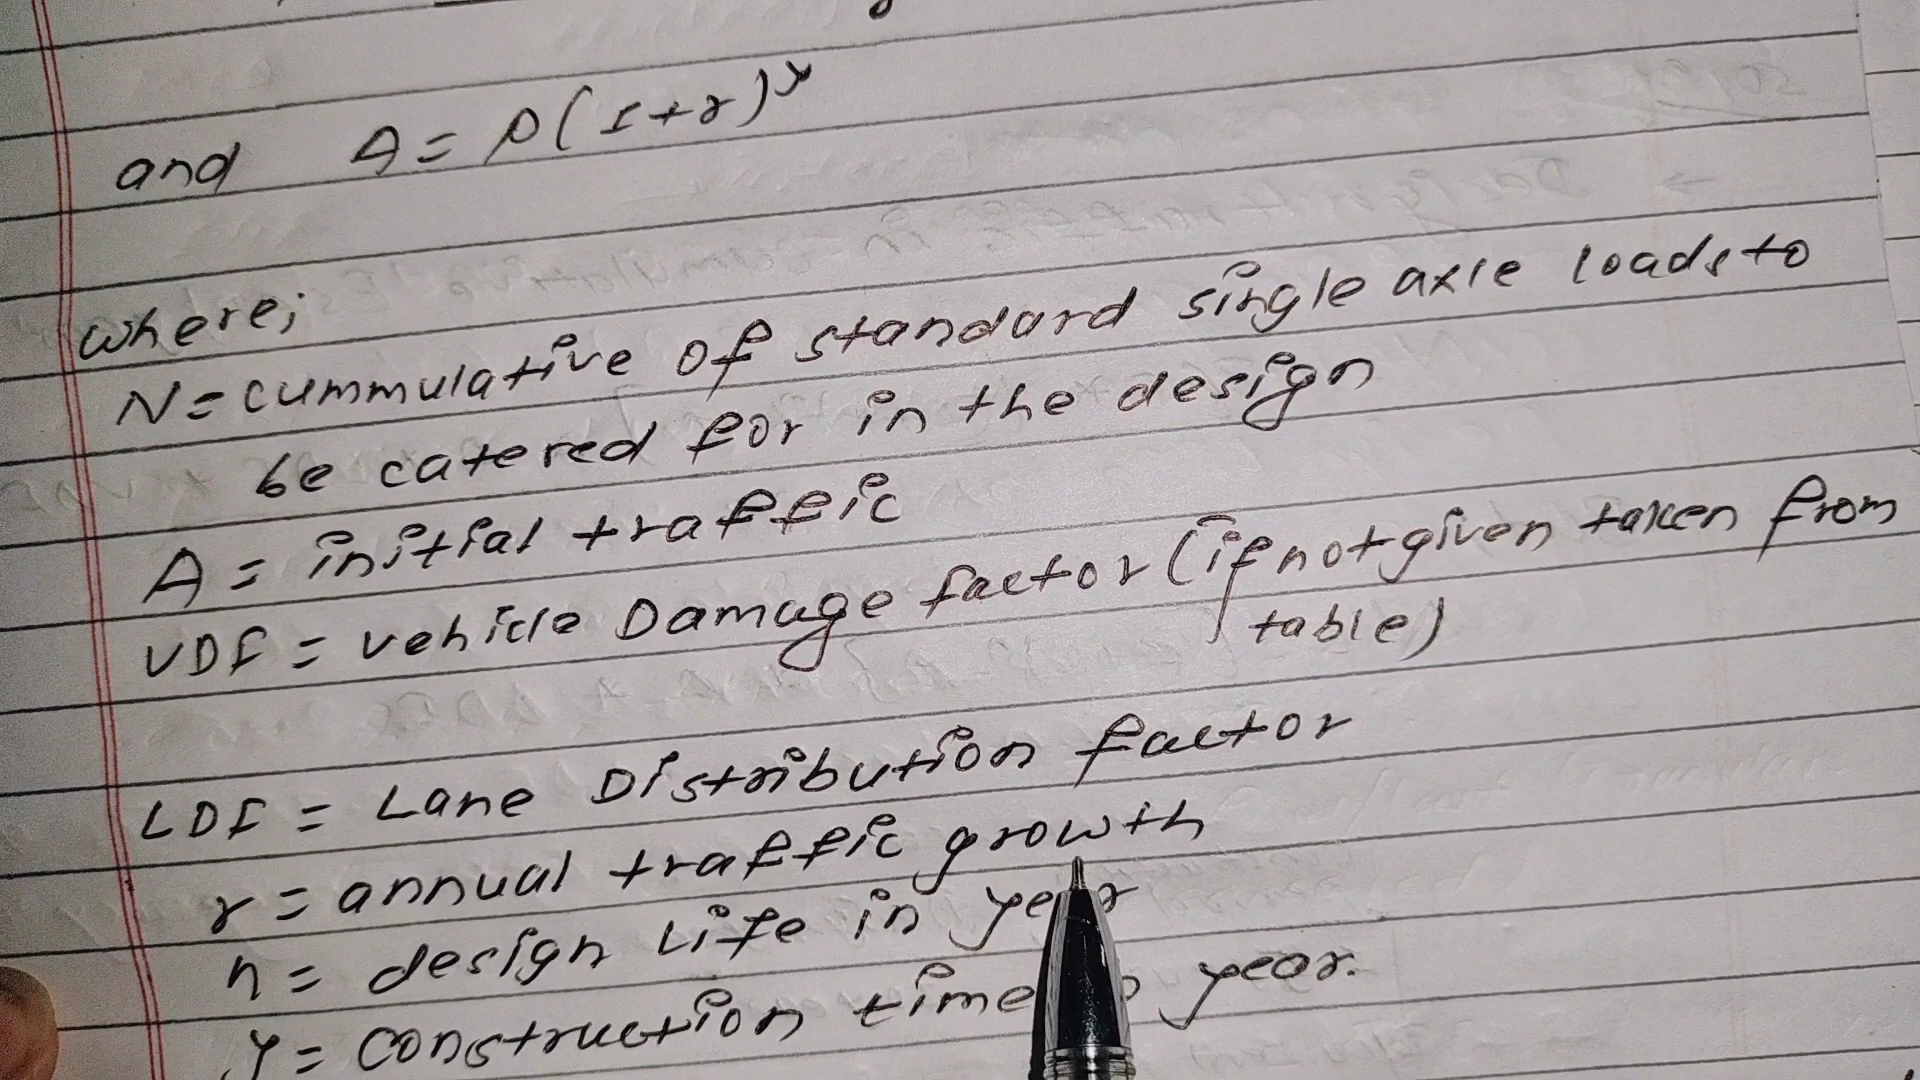 and A = P(1+r)^y
where;
N = cummulative of standard single axle loads to
be catered for in the design
A = initial traffic
VDF = vehicle Damage factor (if not given taken from
table)
LDF = Lane Distribution factor
r = annual traffic growth
n = design Life in year
y = construction time year.